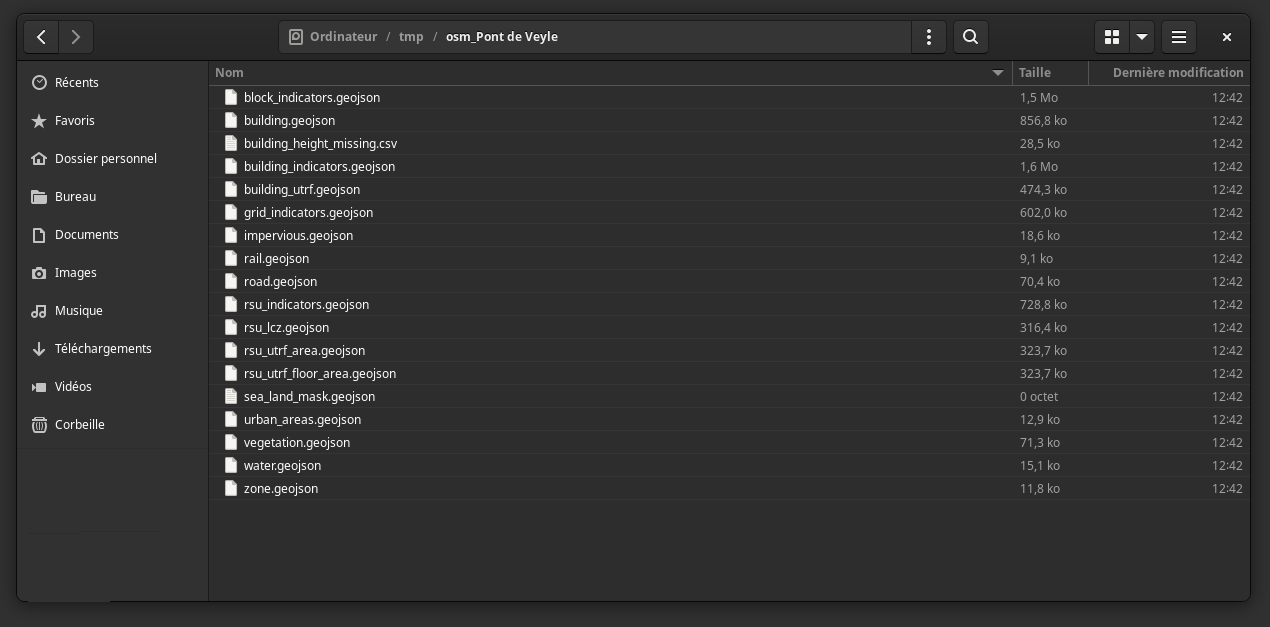 Ordinateur / tmp / osm_Pont de Veyle
Récents
Favoris
Dossier personnel
Bureau
Documents
Images
Musique
Téléchargements
Vidéos
Corbeille
Nom Taille Dernière modification
block_indicators.geojson 1,5 Mo 12:42
building.geojson 856,8 ko 12:42
building_height_missing.csv 28,5 ko 12:42
building_indicators.geojson 1,6 Mo 12:42
building_utrf.geojson 474,3 ko 12:42
grid_indicators.geojson 602,0 ko 12:42
impervious.geojson 18,6 ko 12:42
rail.geojson 9,1 ko 12:42
road.geojson 70,4 ko 12:42
rsu_indicators.geojson 728,8 ko 12:42
rsu_lcz.geojson 316,4 ko 12:42
rsu_utrf_area.geojson 323,7 ko 12:42
rsu_utrf_floor_area.geojson 323,7 ko 12:42
sea_land_mask.geojson 0 octet 12:42
urban_areas.geojson 12,9 ko 12:42
vegetation.geojson 71,3 ko 12:42
water.geojson 15,1 ko 12:42
zone.geojson 11,8 ko 12:42